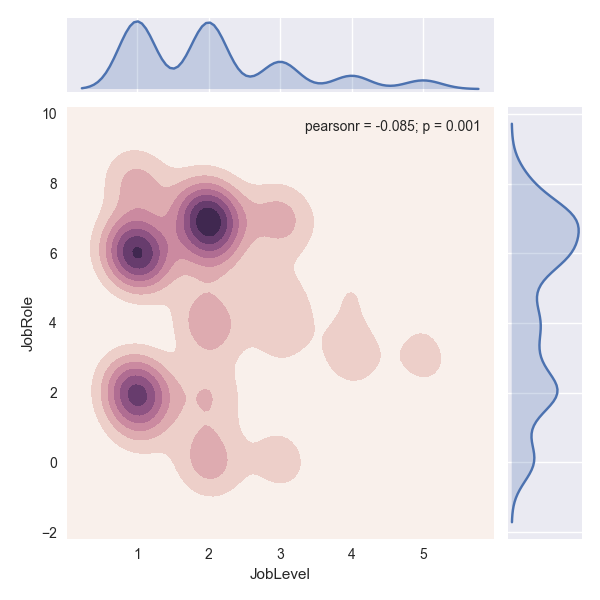 10
pearsonr = -0.085; p = 0.001
8
6
JobRole
4
2
0
−2
1 2 3 4 5
JobLevel